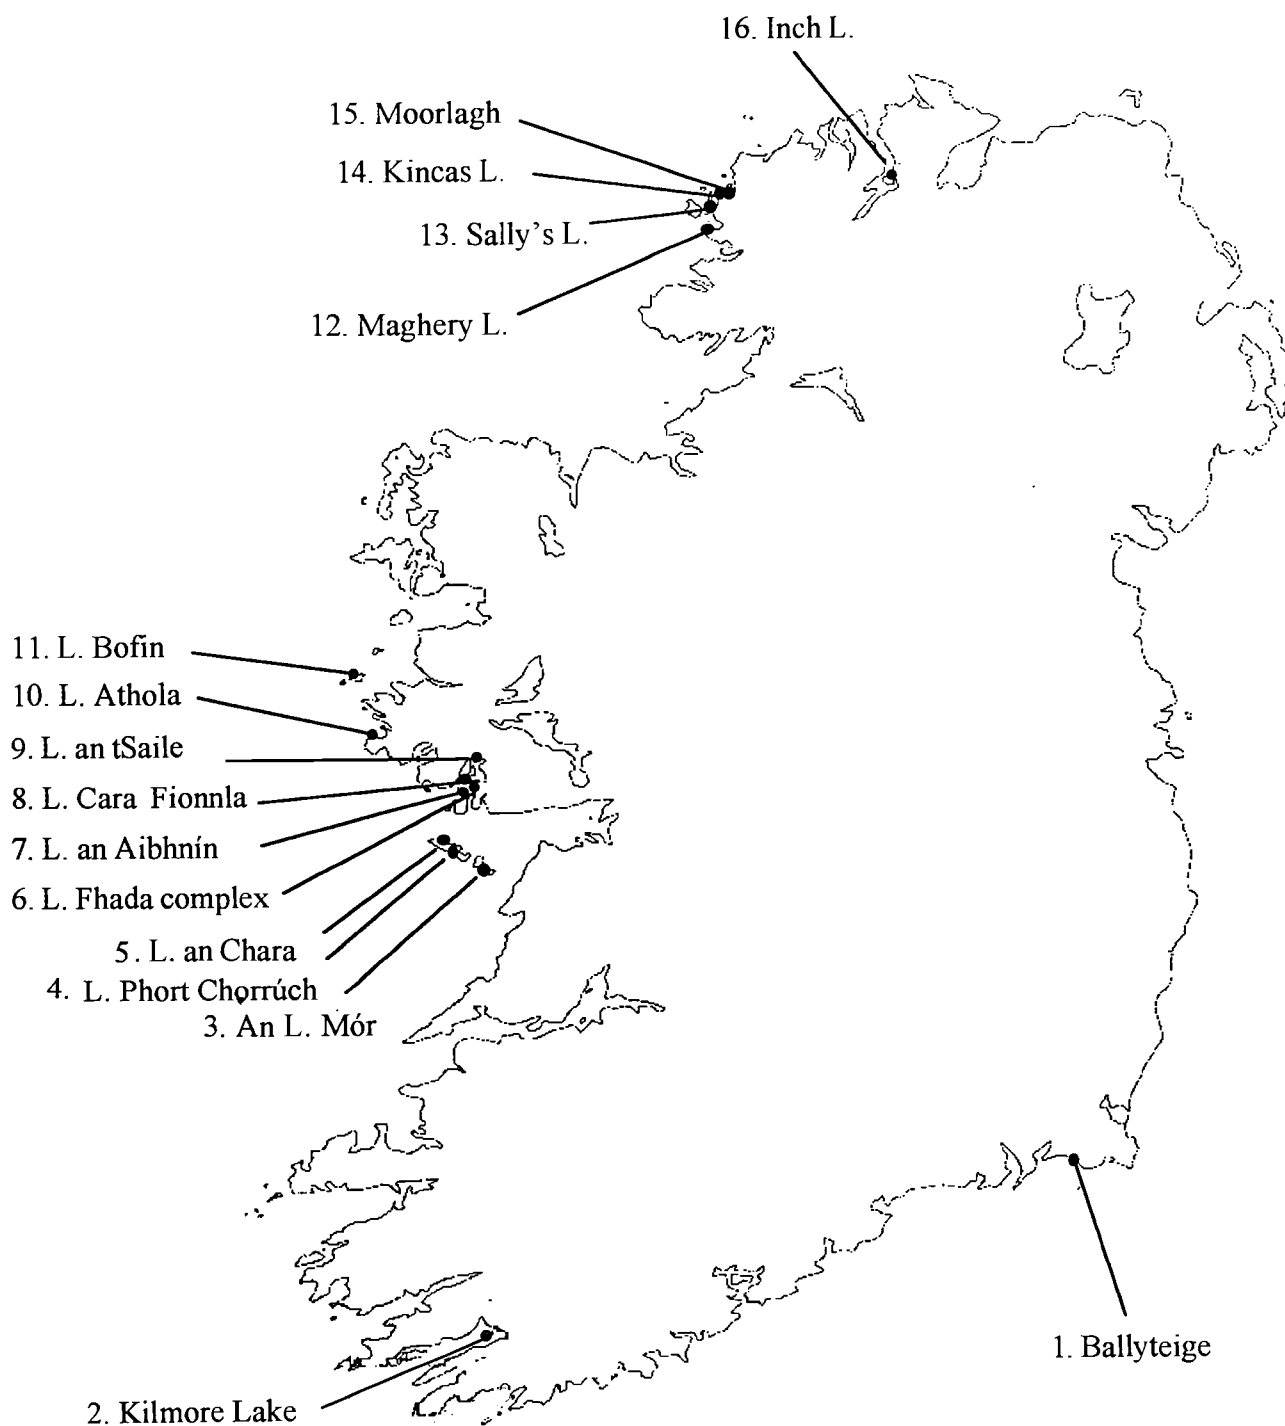 16. Inch L.
15. Moorlagh
14. Kincas L.
13. Sally's L.
12. Maghery L.
11. L. Bofin
10. L. Athola
9. L. an tSaile
8. L. Cara Fionnla
7. L. an Aibhnín
6. L. Fhada complex
5. L. an Chara
4. L. Phort Chorrúch
3. An L. Mór
1. Ballyteige
2. Kilmore Lake